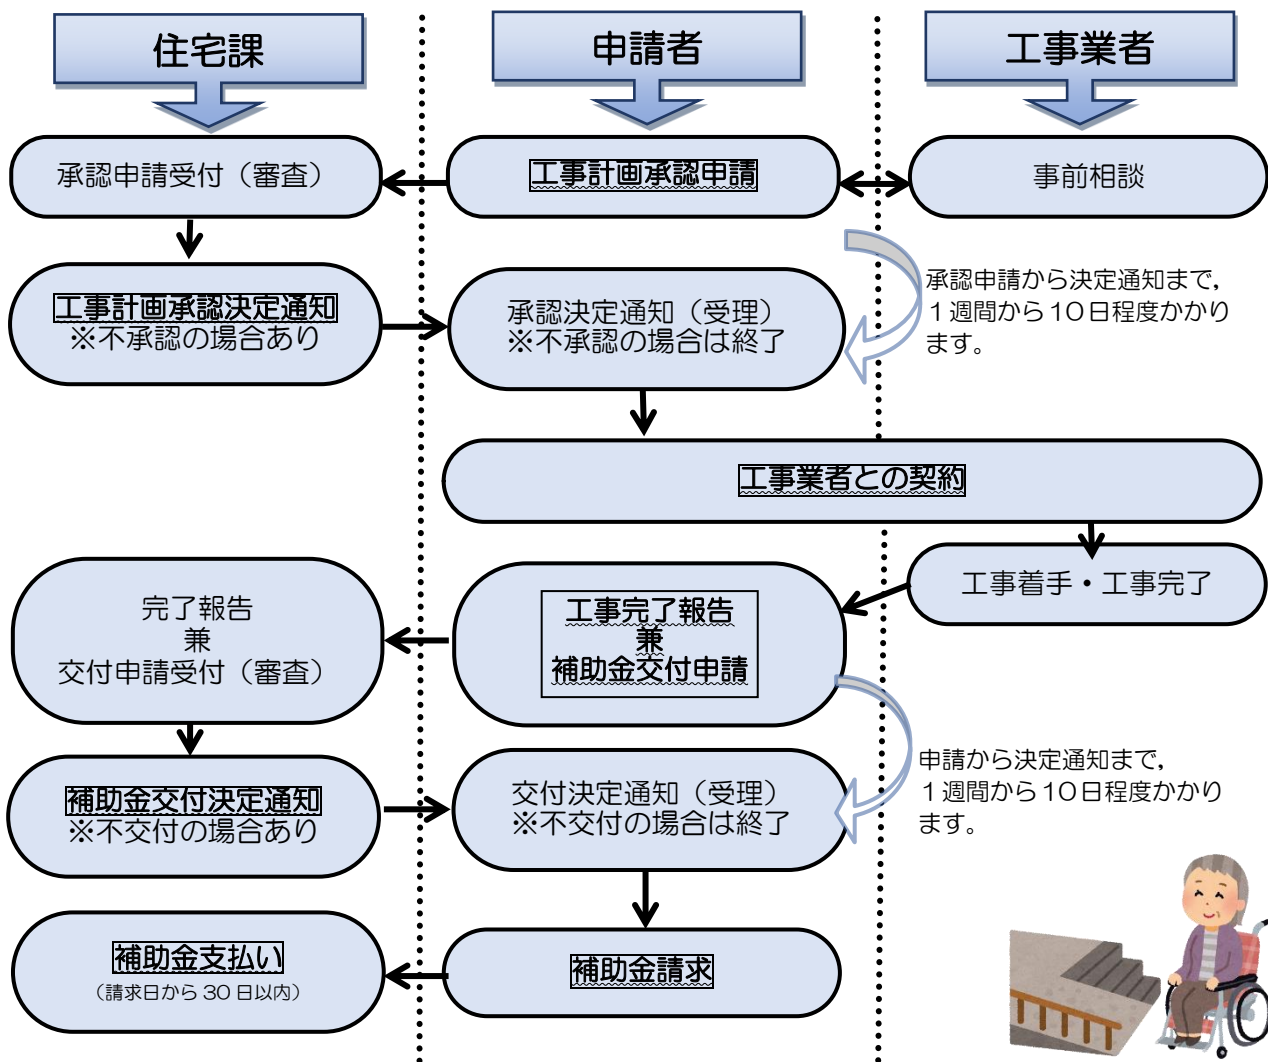 住宅課
申請者
工事業者
承認申請受付（審査）
工事計画承認申請
事前相談
工事計画承認決定通知
※不承認の場合あり
承認決定通知（受理）
※不承認の場合は終了
承認申請から決定通知まで，
１週間から１０日程度かかり
ます。
工事業者との契約
工事着手・工事完了
工事完了報告
兼
補助金交付申請
完了報告
兼
交付申請受付（審査）
補助金交付決定通知
※不交付の場合あり
交付決定通知（受理）
※不交付の場合は終了
申請から決定通知まで，
１週間から１０日程度かかり
ます。
補助金請求
補助金支払い
（請求日から 30 日以内）